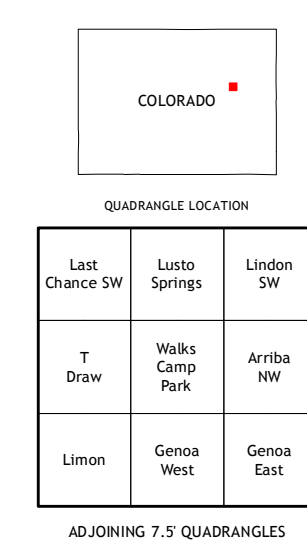 COLORADO
QUADRANGLE LOCATION
Last
Chance SW
Lusto
Springs
Lindon
SW
T
Draw
Walks
Camp
Park
Arriba
NW
Limon
Genoa
West
Genoa
East
ADJOINING 7.5' QUADRANGLES